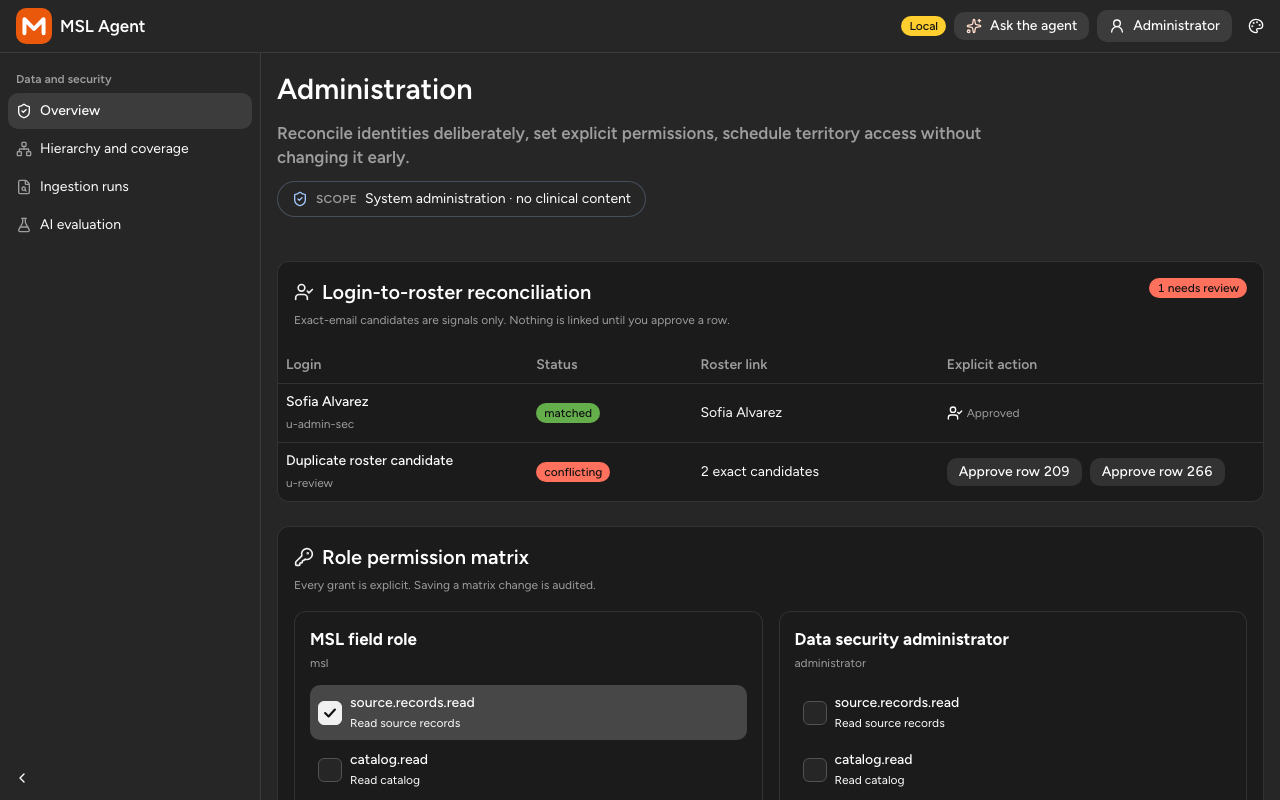 MSL Agent
Local
Ask the agent
Administrator
Data and security
Overview
Hierarchy and coverage
Ingestion runs
AI evaluation
Administration
Reconcile identities deliberately, set explicit permissions, schedule territory access without
changing it early.
SCOPE System administration · no clinical content
Login-to-roster reconciliation
1 needs review
Exact-email candidates are signals only. Nothing is linked until you approve a row.
Login Status Roster link Explicit action
Sofia Alvarez
u-admin-sec
matched
Sofia Alvarez
Approved
Duplicate roster candidate
u-review
conflicting
2 exact candidates
Approve row 209
Approve row 266
Role permission matrix
Every grant is explicit. Saving a matrix change is audited.
MSL field role
msl
source.records.read
Read source records
catalog.read
Read catalog
Data security administrator
administrator
source.records.read
Read source records
catalog.read
Read catalog